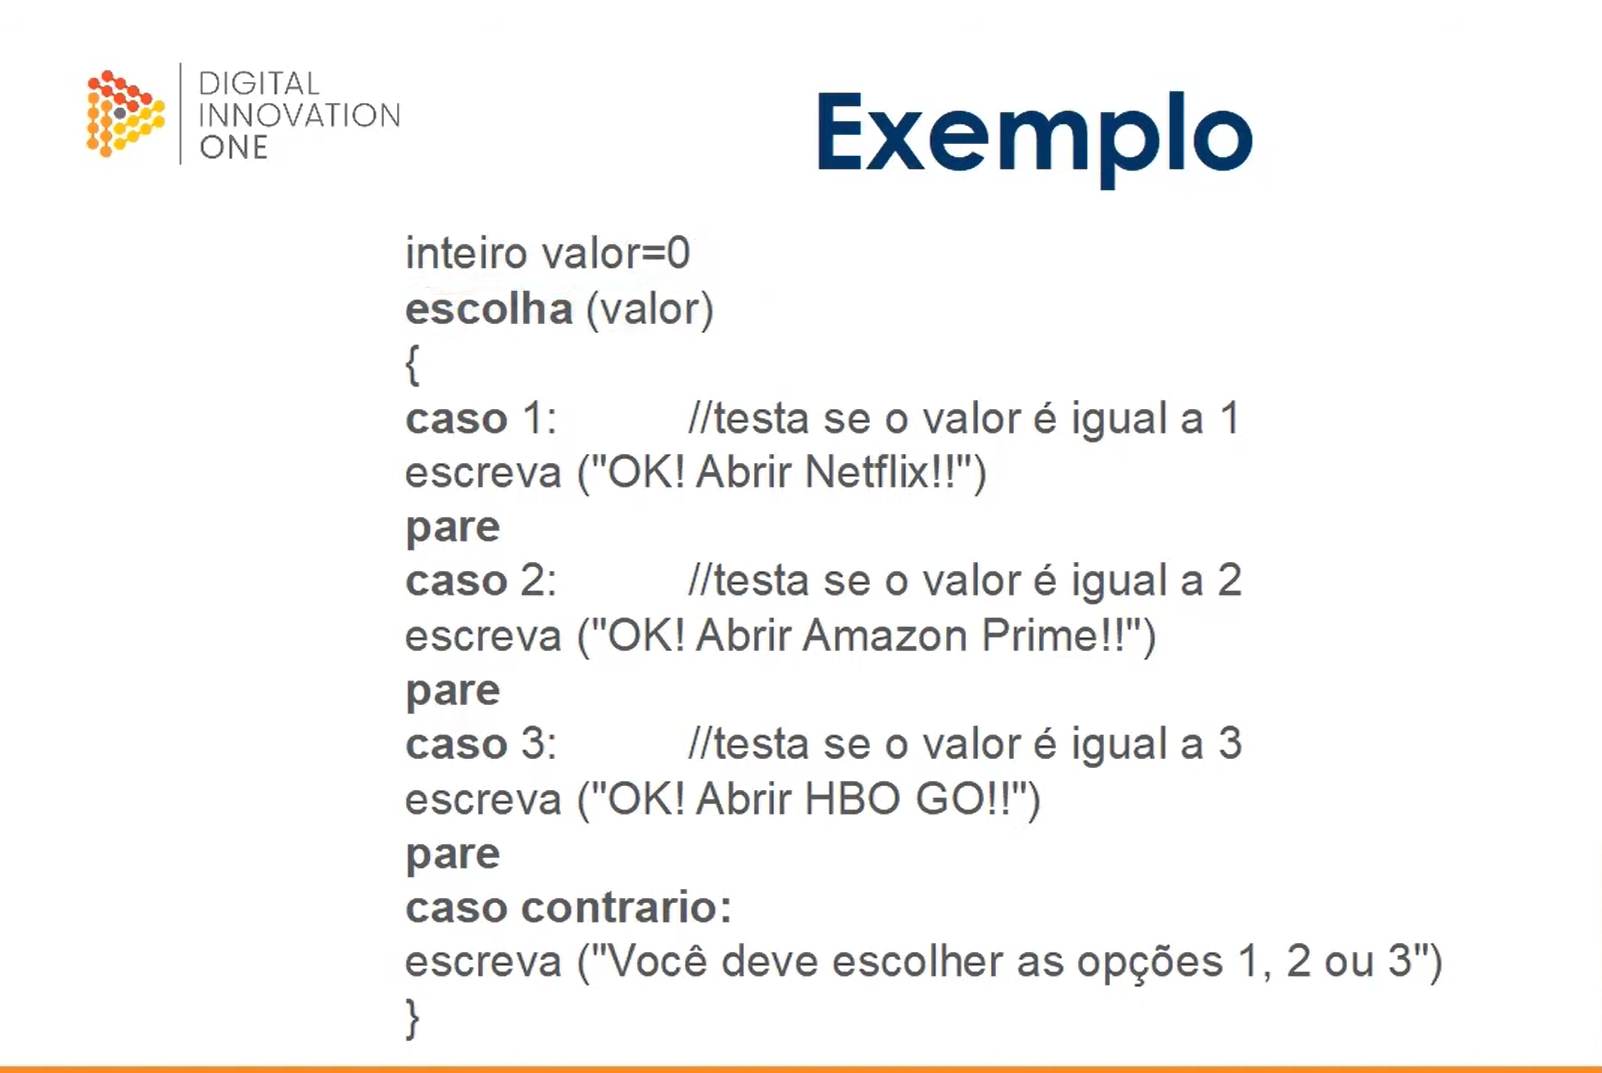 DIGITAL
INNOVATION
ONE
Exemplo
inteiro valor=0
escolha (valor)
{
caso 1: //testa se o valor é igual a 1
escreva ("OK! Abrir Netflix!!")
pare
caso 2: //testa se o valor é igual a 2
escreva ("OK! Abrir Amazon Prime!!")
pare
caso 3: //testa se o valor é igual a 3
escreva ("OK! Abrir HBO GO!!")
pare
caso contrario:
escreva ("Você deve escolher as opções 1, 2 ou 3")
}